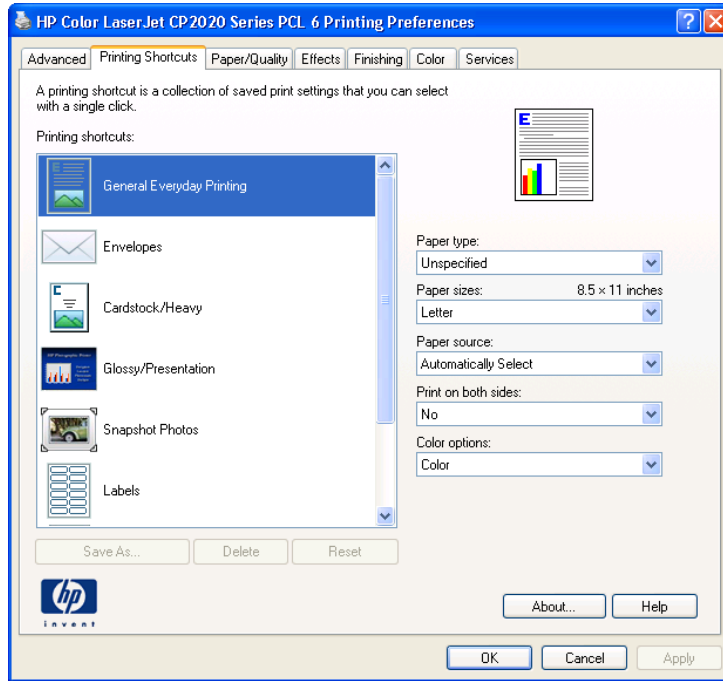 HP Color LaserJet CP2020 Series PCL 6 Printing Preferences
Advanced Printing Shortcuts Paper/Quality Effects Finishing Color Services
A printing shortcut is a collection of saved print settings that you can select
with a single click.
Printing shortcuts:
General Everyday Printing
Envelopes
Cardstock/Heavy
Glossy/Presentation
Snapshot Photos
Labels
E
Paper type:
Unspecified
Paper sizes: 8.5 × 11 inches
Letter
Paper source:
Automatically Select
Print on both sides:
No
Color options:
Color
Save As... Delete Reset
hp
invent
About... Help
OK Cancel Apply